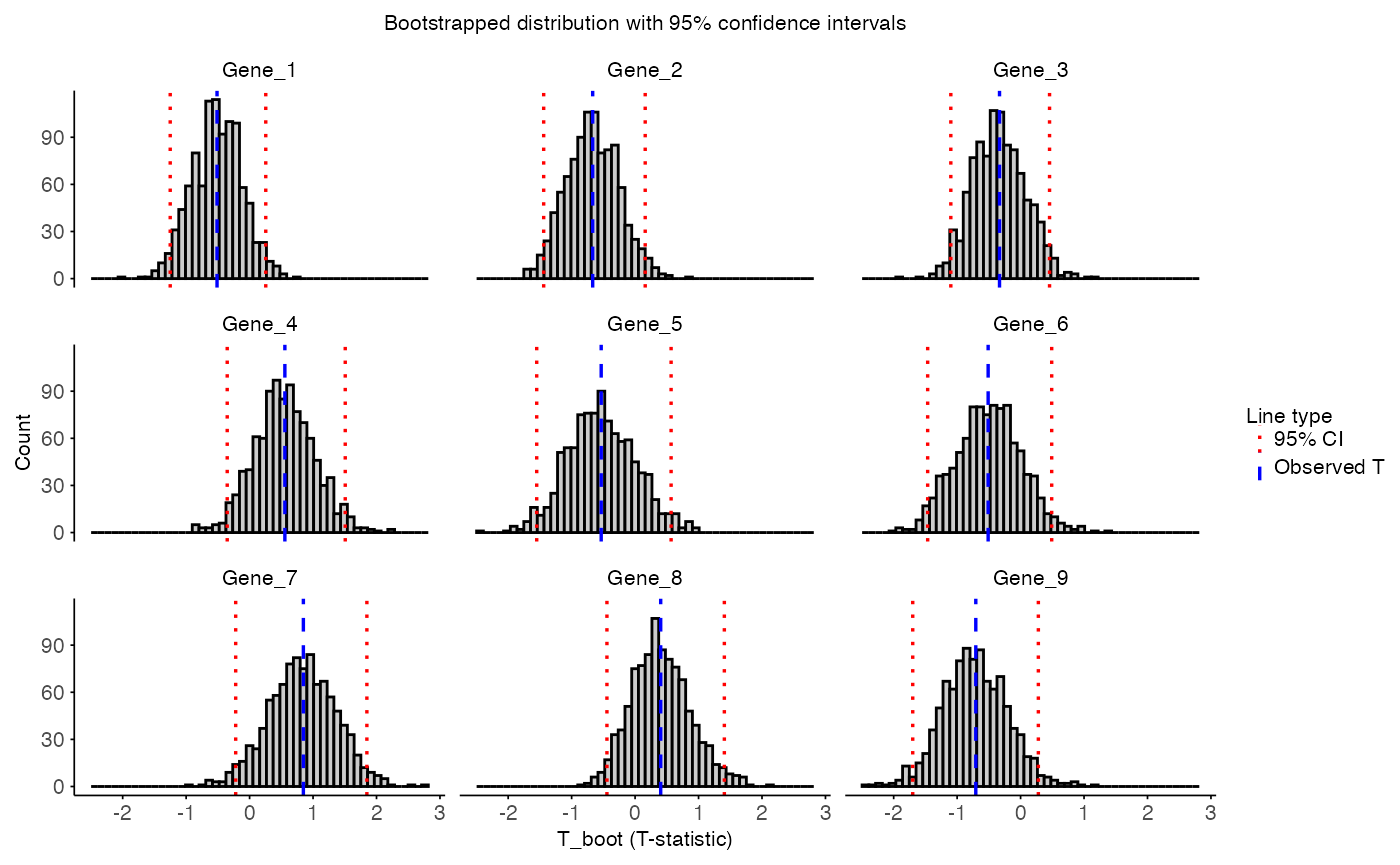 Bootstrapped distribution with 95% confidence intervals
Gene_1 Gene_2 Gene_3
90
60
30
0
Gene_4 Gene_5 Gene_6
90
60
30
0
Count
Line type
95% CI
Observed T
Gene_7 Gene_8 Gene_9
90
60
30
0
-2 -1 0 1 2 3 -2 -1 0 1 2 3 -2 -1 0 1 2 3
T_boot (T-statistic)